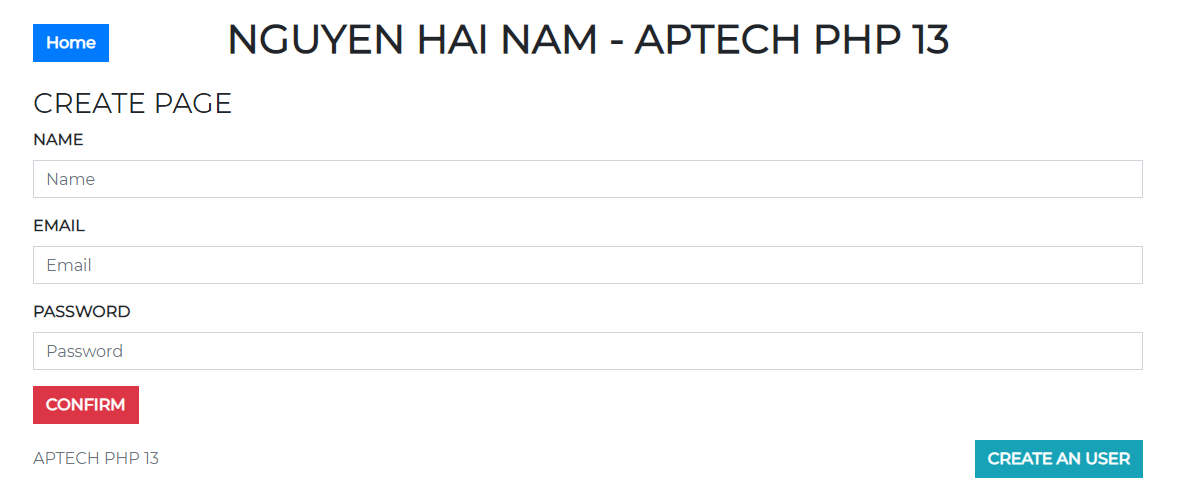 Home
NGUYEN HAI NAM - APTECH PHP 13
CREATE PAGE
NAME
Name
EMAIL
Email
PASSWORD
Password
CONFIRM
APTECH PHP 13
CREATE AN USER